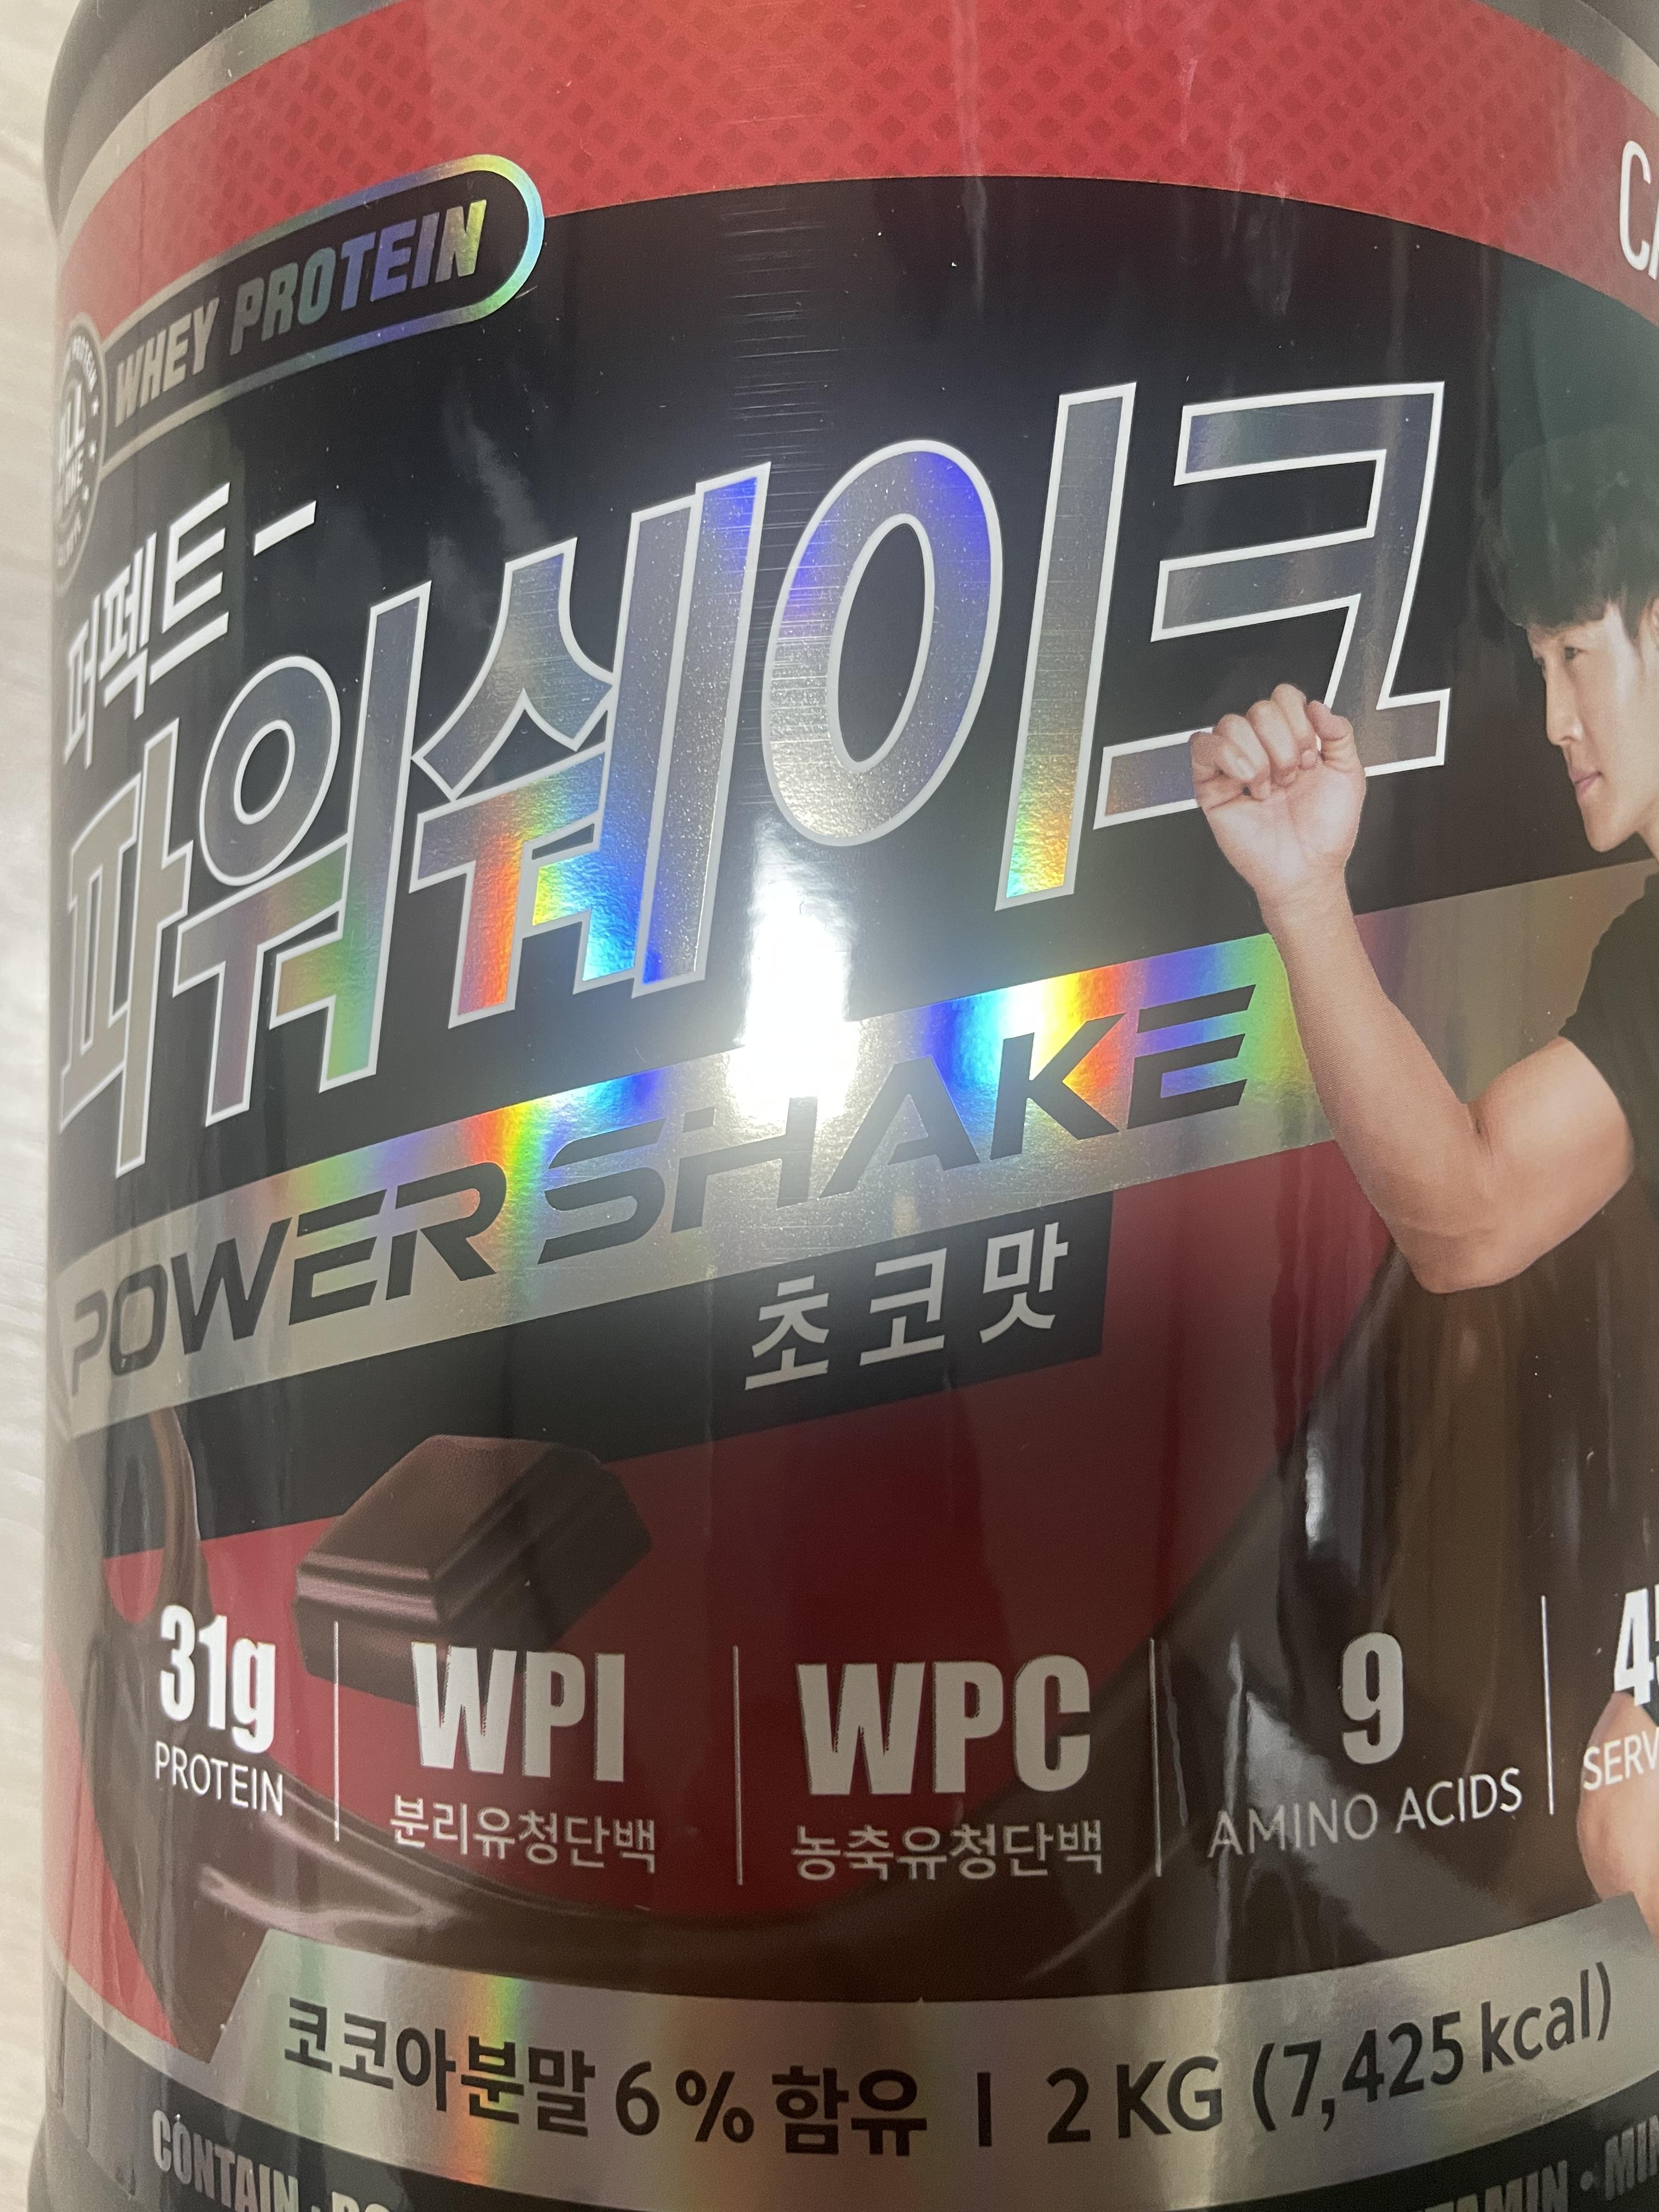 WHEY PROTEIN
퍼펙트-
파워쉐이크
POWER SHAKE
초코맛
31g
PROTEIN
WPI
분리유청단백
WPC
농축유청단백
9
AMINO ACIDS
코코아분말 6% 함유 | 2 KG (7,425 kcal)
CONTAIN